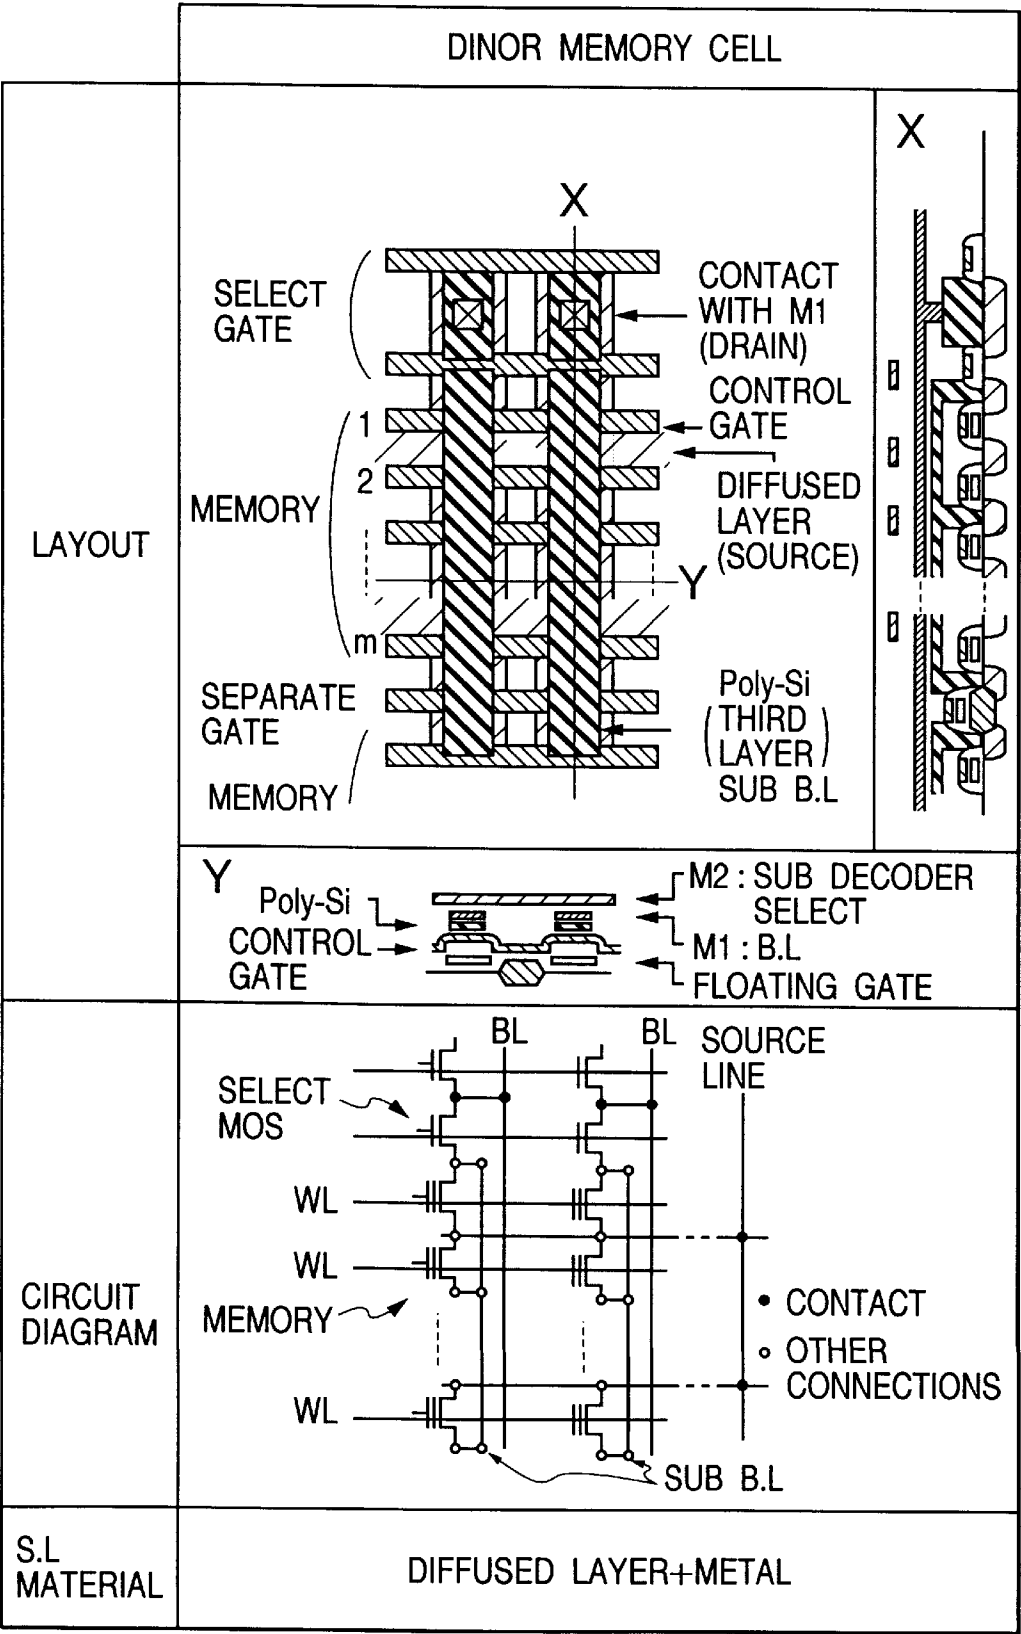 DINOR MEMORY CELL
LAYOUT
X
SELECT
GATE
CONTACT
WITH M1
(DRAIN)
CONTROL
GATE
1
2
MEMORY
DIFFUSED
LAYER
(SOURCE)
Y
m
SEPARATE
GATE
Poly-Si
(THIRD
LAYER)
SUB B.L
MEMORY
X
Y
Poly-Si
CONTROL
GATE
M2 : SUB DECODER
SELECT
M1 : B.L
FLOATING GATE
CIRCUIT
DIAGRAM
BL
BL
SOURCE
LINE
SELECT
MOS
WL
WL
MEMORY
WL
SUB B.L
• CONTACT
○ OTHER
CONNECTIONS
S.L
MATERIAL
DIFFUSED LAYER+METAL